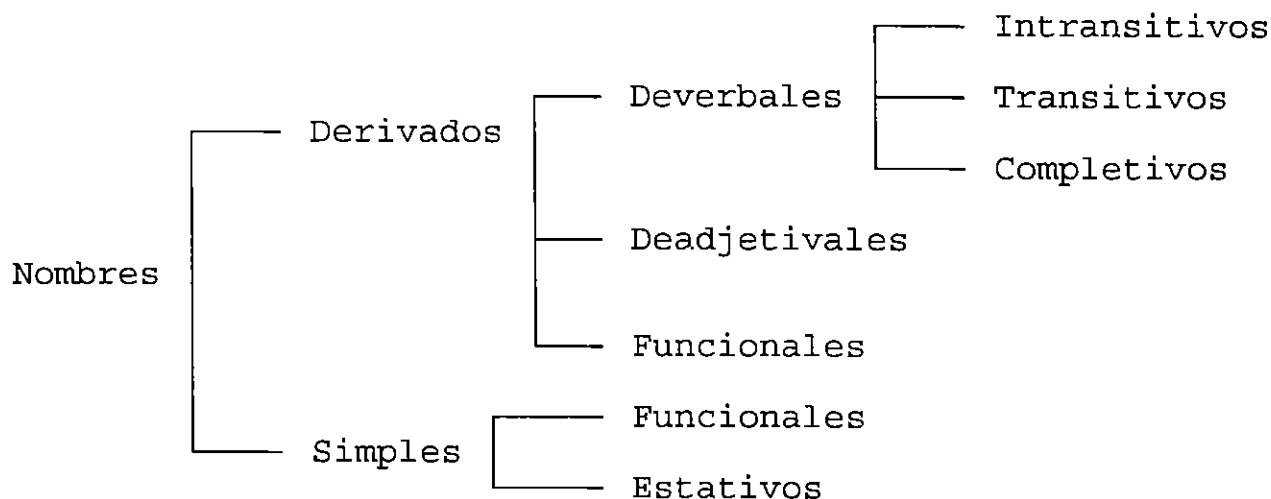 Intransitivos
Deverbales Transitivos
Derivados
Completivos
Deadjetivales
Nombres
Funcionales
Funcionales
Simples
Estativos